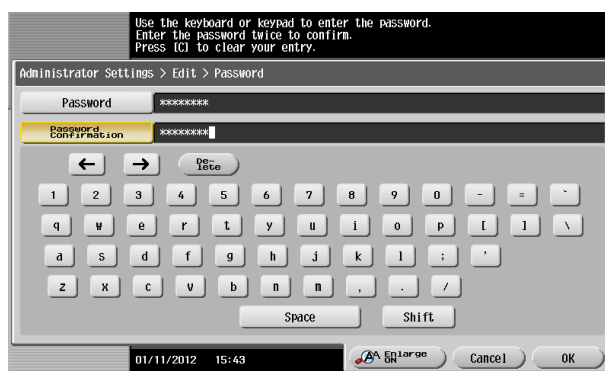 Use the keyboard or keypad to enter the password.
Enter the password twice to confirm.
Press [C] to clear your entry.
Administrator Settings > Edit > Password
Password ********
Password Confirmation ********
← → De-lete
1 2 3 4 5 6 7 8 9 0 - = `
q w e r t y u i o p [ ] \
a s d f g h j k l ; '
z x c v b n m , . /
Space Shift
01/11/2012 15:43 Enlarge ON Cancel OK